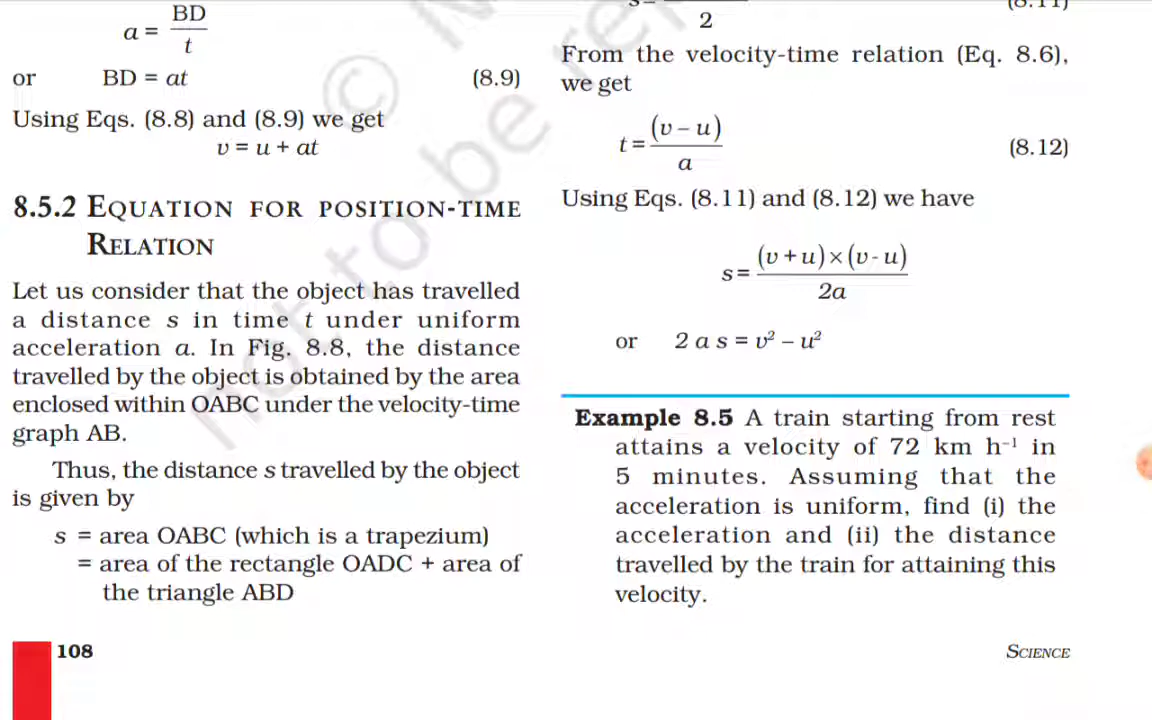 a = BD/t
or BD = at (8.9)
Using Eqs. (8.8) and (8.9) we get
v = u + at
8.5.2 EQUATION FOR POSITION-TIME
RELATION
Let us consider that the object has travelled
a distance s in time t under uniform
acceleration a. In Fig. 8.8, the distance
travelled by the object is obtained by the area
enclosed within OABC under the velocity-time
graph AB.
Thus, the distance s travelled by the object
is given by
s = area OABC (which is a trapezium)
= area of the rectangle OADC + area of
the triangle ABD
2
(8.11)
From the velocity-time relation (Eq. 8.6),
we get
t = (v – u)/a (8.12)
Using Eqs. (8.11) and (8.12) we have
s = (v + u) × (v - u)/2a
or 2 a s = v² – u²
Example 8.5 A train starting from rest
attains a velocity of 72 km h⁻¹ in
5 minutes. Assuming that the
acceleration is uniform, find (i) the
acceleration and (ii) the distance
travelled by the train for attaining this
velocity.
108
SCIENCE
© 
not to be re